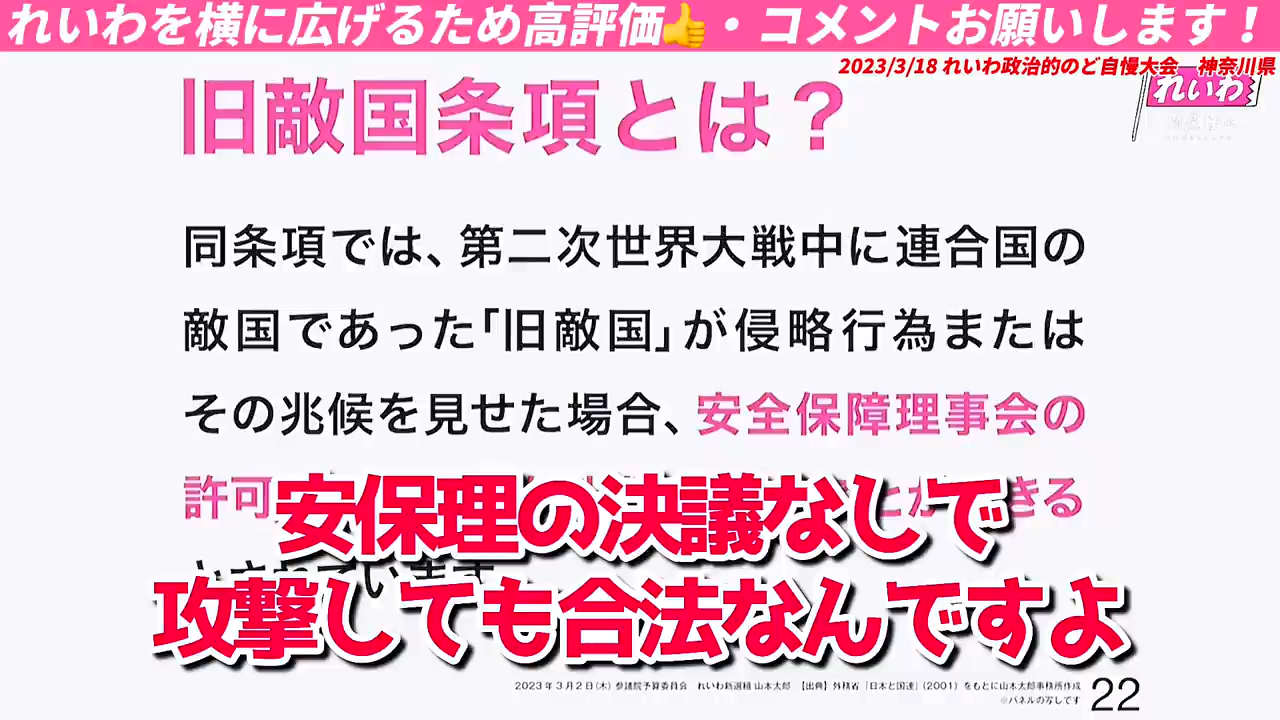 れいわを横に広げるため高評価👍・コメントお願いします！
2023/3/18 れいわ政治的のど自慢大会 神奈川県
れいわ
旧敵国条項とは？
同条項では、第二次世界大戦中に連合国の
敵国であった「旧敵国」が侵略行為または
その兆候を見せた場合、安全保障理事会の
許可 きる
安保理の決議なしで
攻撃しても合法なんですよ
2023年3月2日(木) 参議院予算委員会 れいわ新選組 山本太郎 【出典】外務省「日本と国連」(2001) をもとに山本太郎事務所作成
※パネルの写しです
22